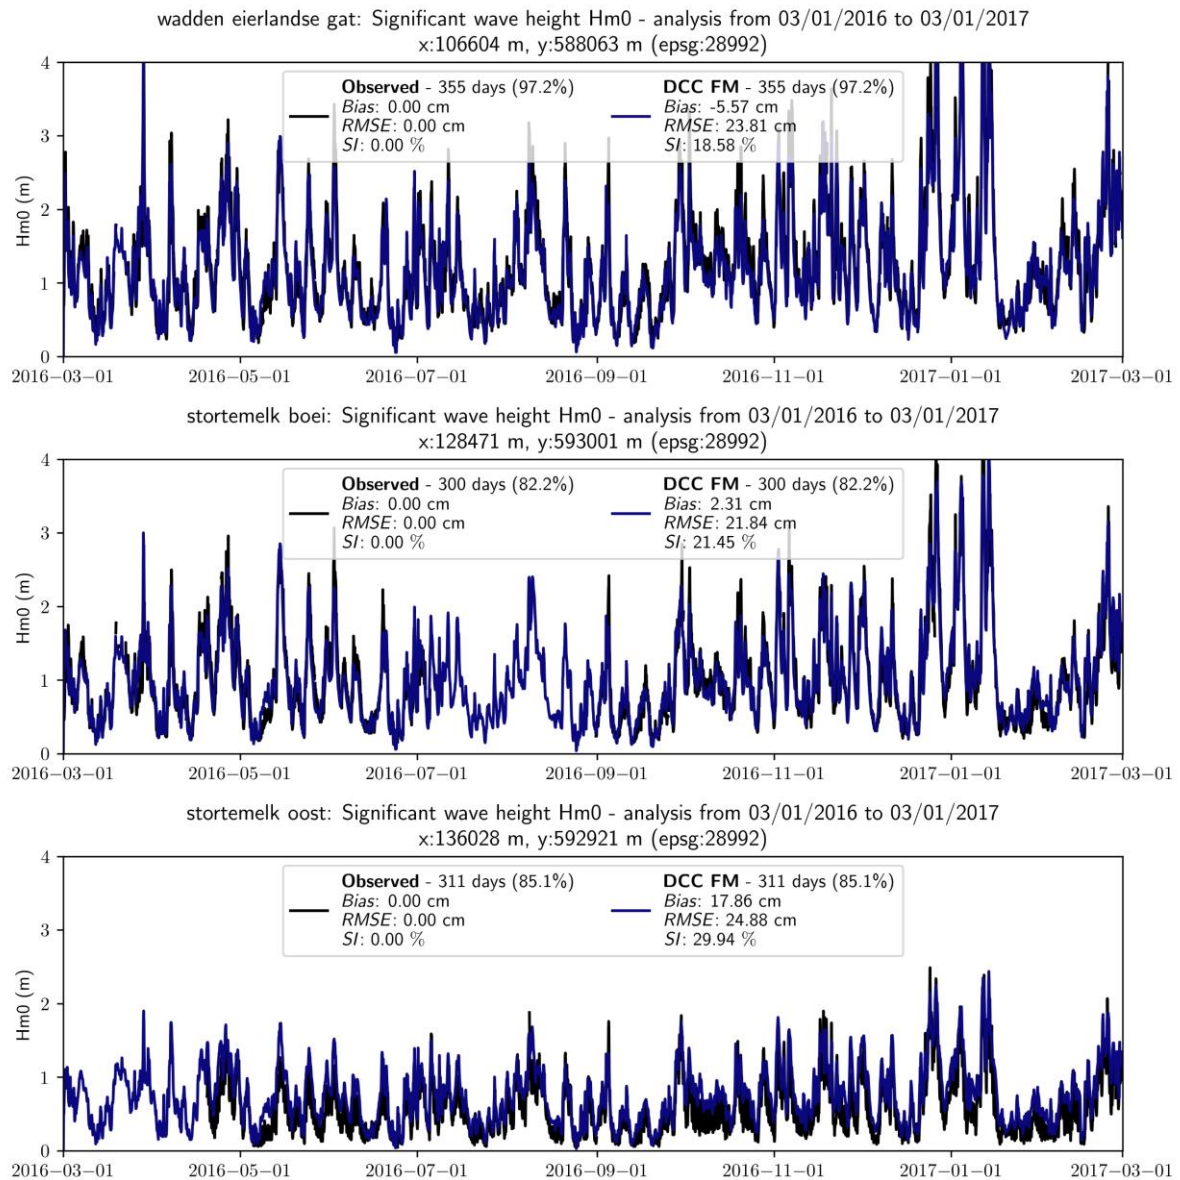 wadden eierlandse gat: Significant wave height Hm0 - analysis from 03/01/2016 to 03/01/2017
x:106604 m, y:588063 m (epsg:28992)
4
3
2
1
0
Hm0 (m)
Observed - 355 days (97.2%)
Bias: 0.00 cm
RMSE: 0.00 cm
SI: 0.00 %
DCC FM - 355 days (97.2%)
Bias: -5.57 cm
RMSE: 23.81 cm
SI: 18.58 %
2016-03-01 2016-05-01 2016-07-01 2016-09-01 2016-11-01 2017-01-01 2017-03-01
stortemelk boei: Significant wave height Hm0 - analysis from 03/01/2016 to 03/01/2017
x:128471 m, y:593001 m (epsg:28992)
4
3
2
1
0
Hm0 (m)
Observed - 300 days (82.2%)
Bias: 0.00 cm
RMSE: 0.00 cm
SI: 0.00 %
DCC FM - 300 days (82.2%)
Bias: 2.31 cm
RMSE: 21.84 cm
SI: 21.45 %
2016-03-01 2016-05-01 2016-07-01 2016-09-01 2016-11-01 2017-01-01 2017-03-01
stortemelk oost: Significant wave height Hm0 - analysis from 03/01/2016 to 03/01/2017
x:136028 m, y:592921 m (epsg:28992)
4
3
2
1
0
Hm0 (m)
Observed - 311 days (85.1%)
Bias: 0.00 cm
RMSE: 0.00 cm
SI: 0.00 %
DCC FM - 311 days (85.1%)
Bias: 17.86 cm
RMSE: 24.88 cm
SI: 29.94 %
2016-03-01 2016-05-01 2016-07-01 2016-09-01 2016-11-01 2017-01-01 2017-03-01